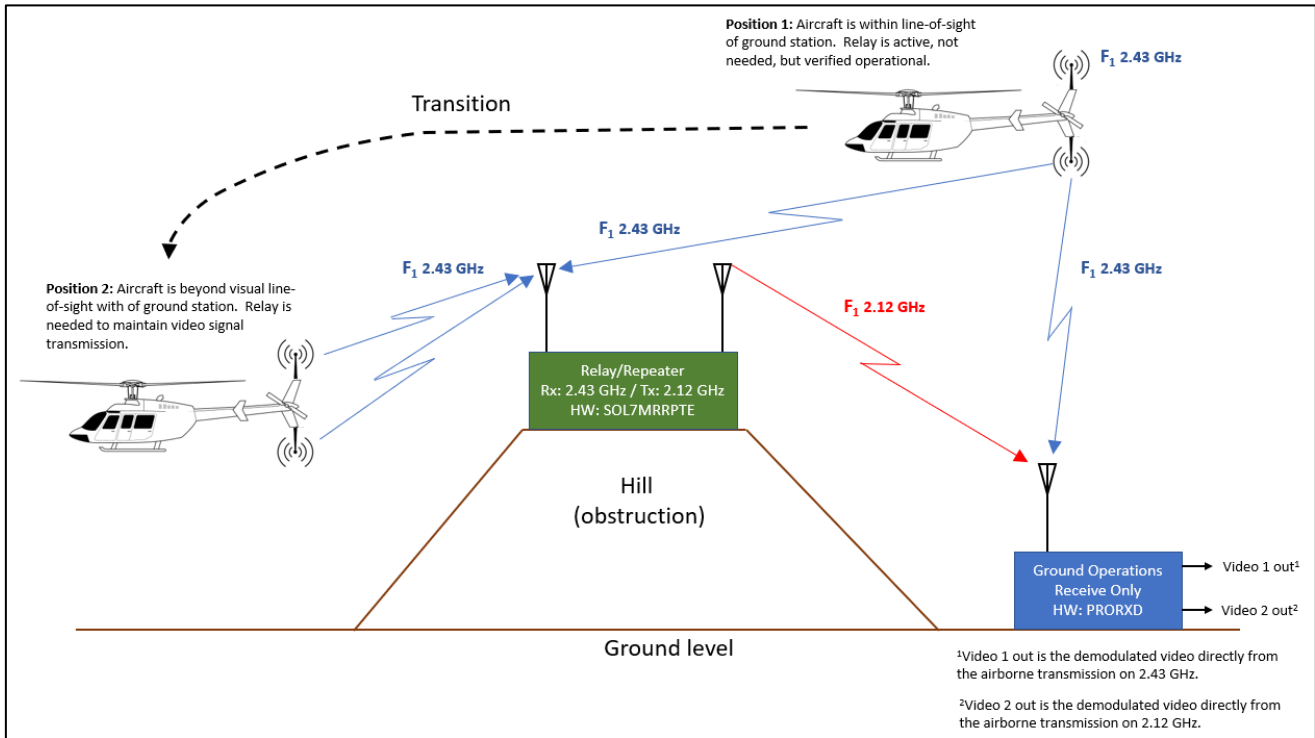 Position 1: Aircraft is within line-of-sight
of ground station.  Relay is active, not
needed, but verified operational.
F₁ 2.43 GHz
Transition
F₁ 2.43 GHz
F₁ 2.43 GHz
F₁ 2.43 GHz
Position 2: Aircraft is beyond visual line-
of-sight with of ground station.  Relay is
needed to maintain video signal
transmission.
F₁ 2.12 GHz
Relay/Repeater
Rx: 2.43 GHz / Tx: 2.12 GHz
HW: SOL7MRRPTE
Hill
(obstruction)
Ground Operations
Receive Only
HW: PRORXD
Video 1 out¹
Video 2 out²
Ground level
¹Video 1 out is the demodulated video directly from
the airborne transmission on 2.43 GHz.
²Video 2 out is the demodulated video directly from
the airborne transmission on 2.12 GHz.